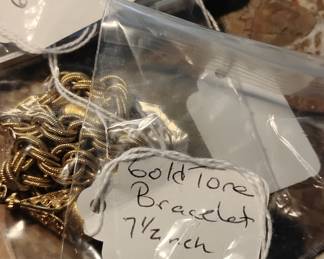 Gold Tone
Bracelet
7 1/2 inch